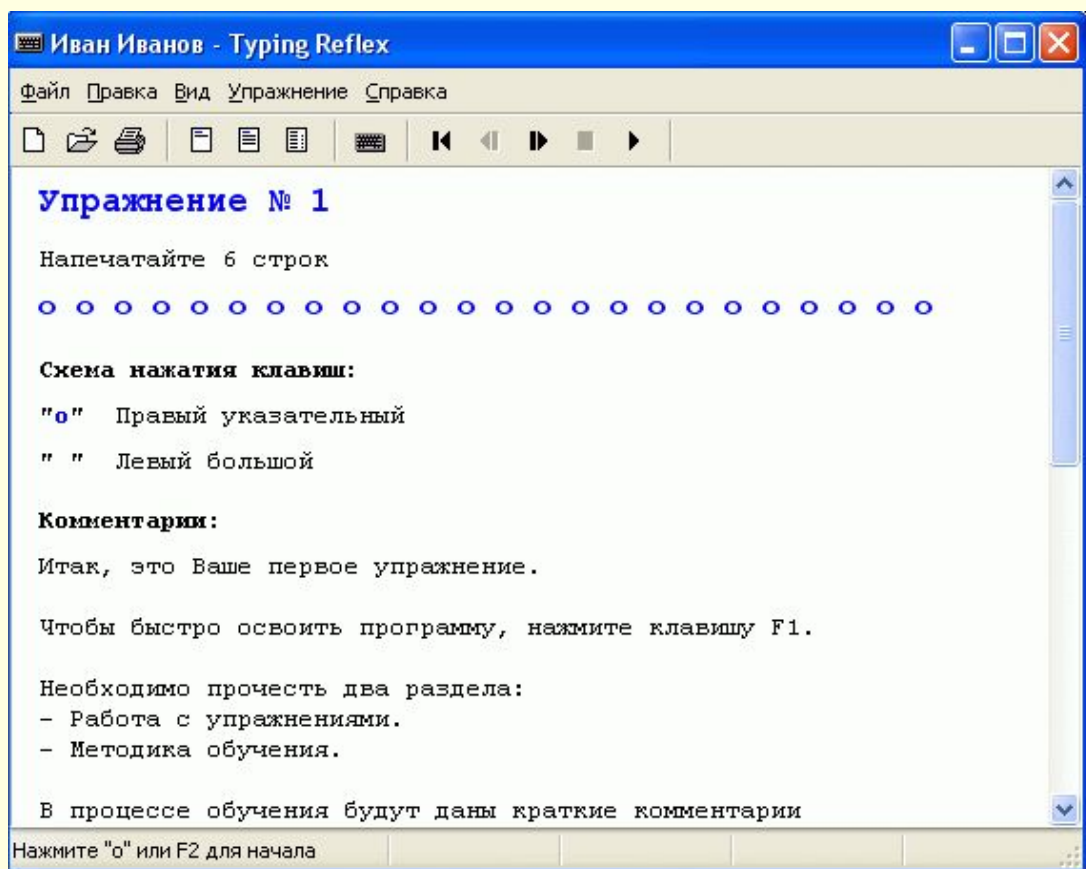 Иван Иванов - Typing Reflex
Файл Правка Вид Упражнение Справка
Упражнение № 1
Напечатайте 6 строк
о о о о о о о о о о о о о о о о о о о о о о о о
Схема нажатия клавиш:
"о" Правый указательный
" " Левый большой
Комментарии:
Итак, это Ваше первое упражнение.
Чтобы быстро освоить программу, нажмите клавишу F1.
Необходимо прочесть два раздела:
- Работа с упражнениями.
- Методика обучения.
В процессе обучения будут даны краткие комментарии
Нажмите "о" или F2 для начала